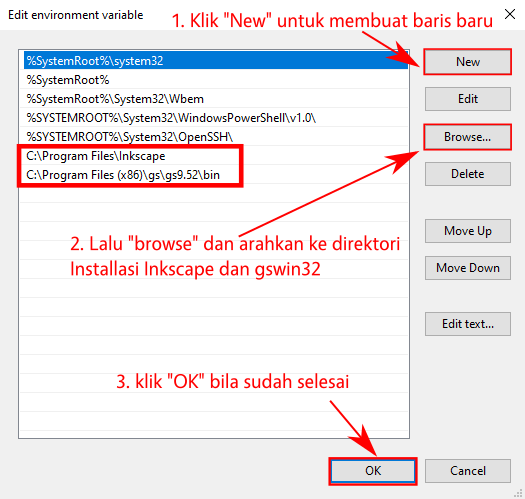 Edit environment variable
1. Klik "New" untuk membuat baris baru
%SystemRoot%\system32
%SystemRoot%
%SystemRoot%\System32\Wbem
%SYSTEMROOT%\System32\WindowsPowerShell\v1.0\
%SYSTEMROOT%\System32\OpenSSH\
C:\Program Files\Inkscape
C:\Program Files (x86)\gs\gs9.52\bin
New
Edit
Browse...
Delete
2. Lalu "browse" dan arahkan ke direktori
Installasi Inkscape dan gswin32
Move Up
Move Down
Edit text...
3. klik "OK" bila sudah selesai
OK
Cancel